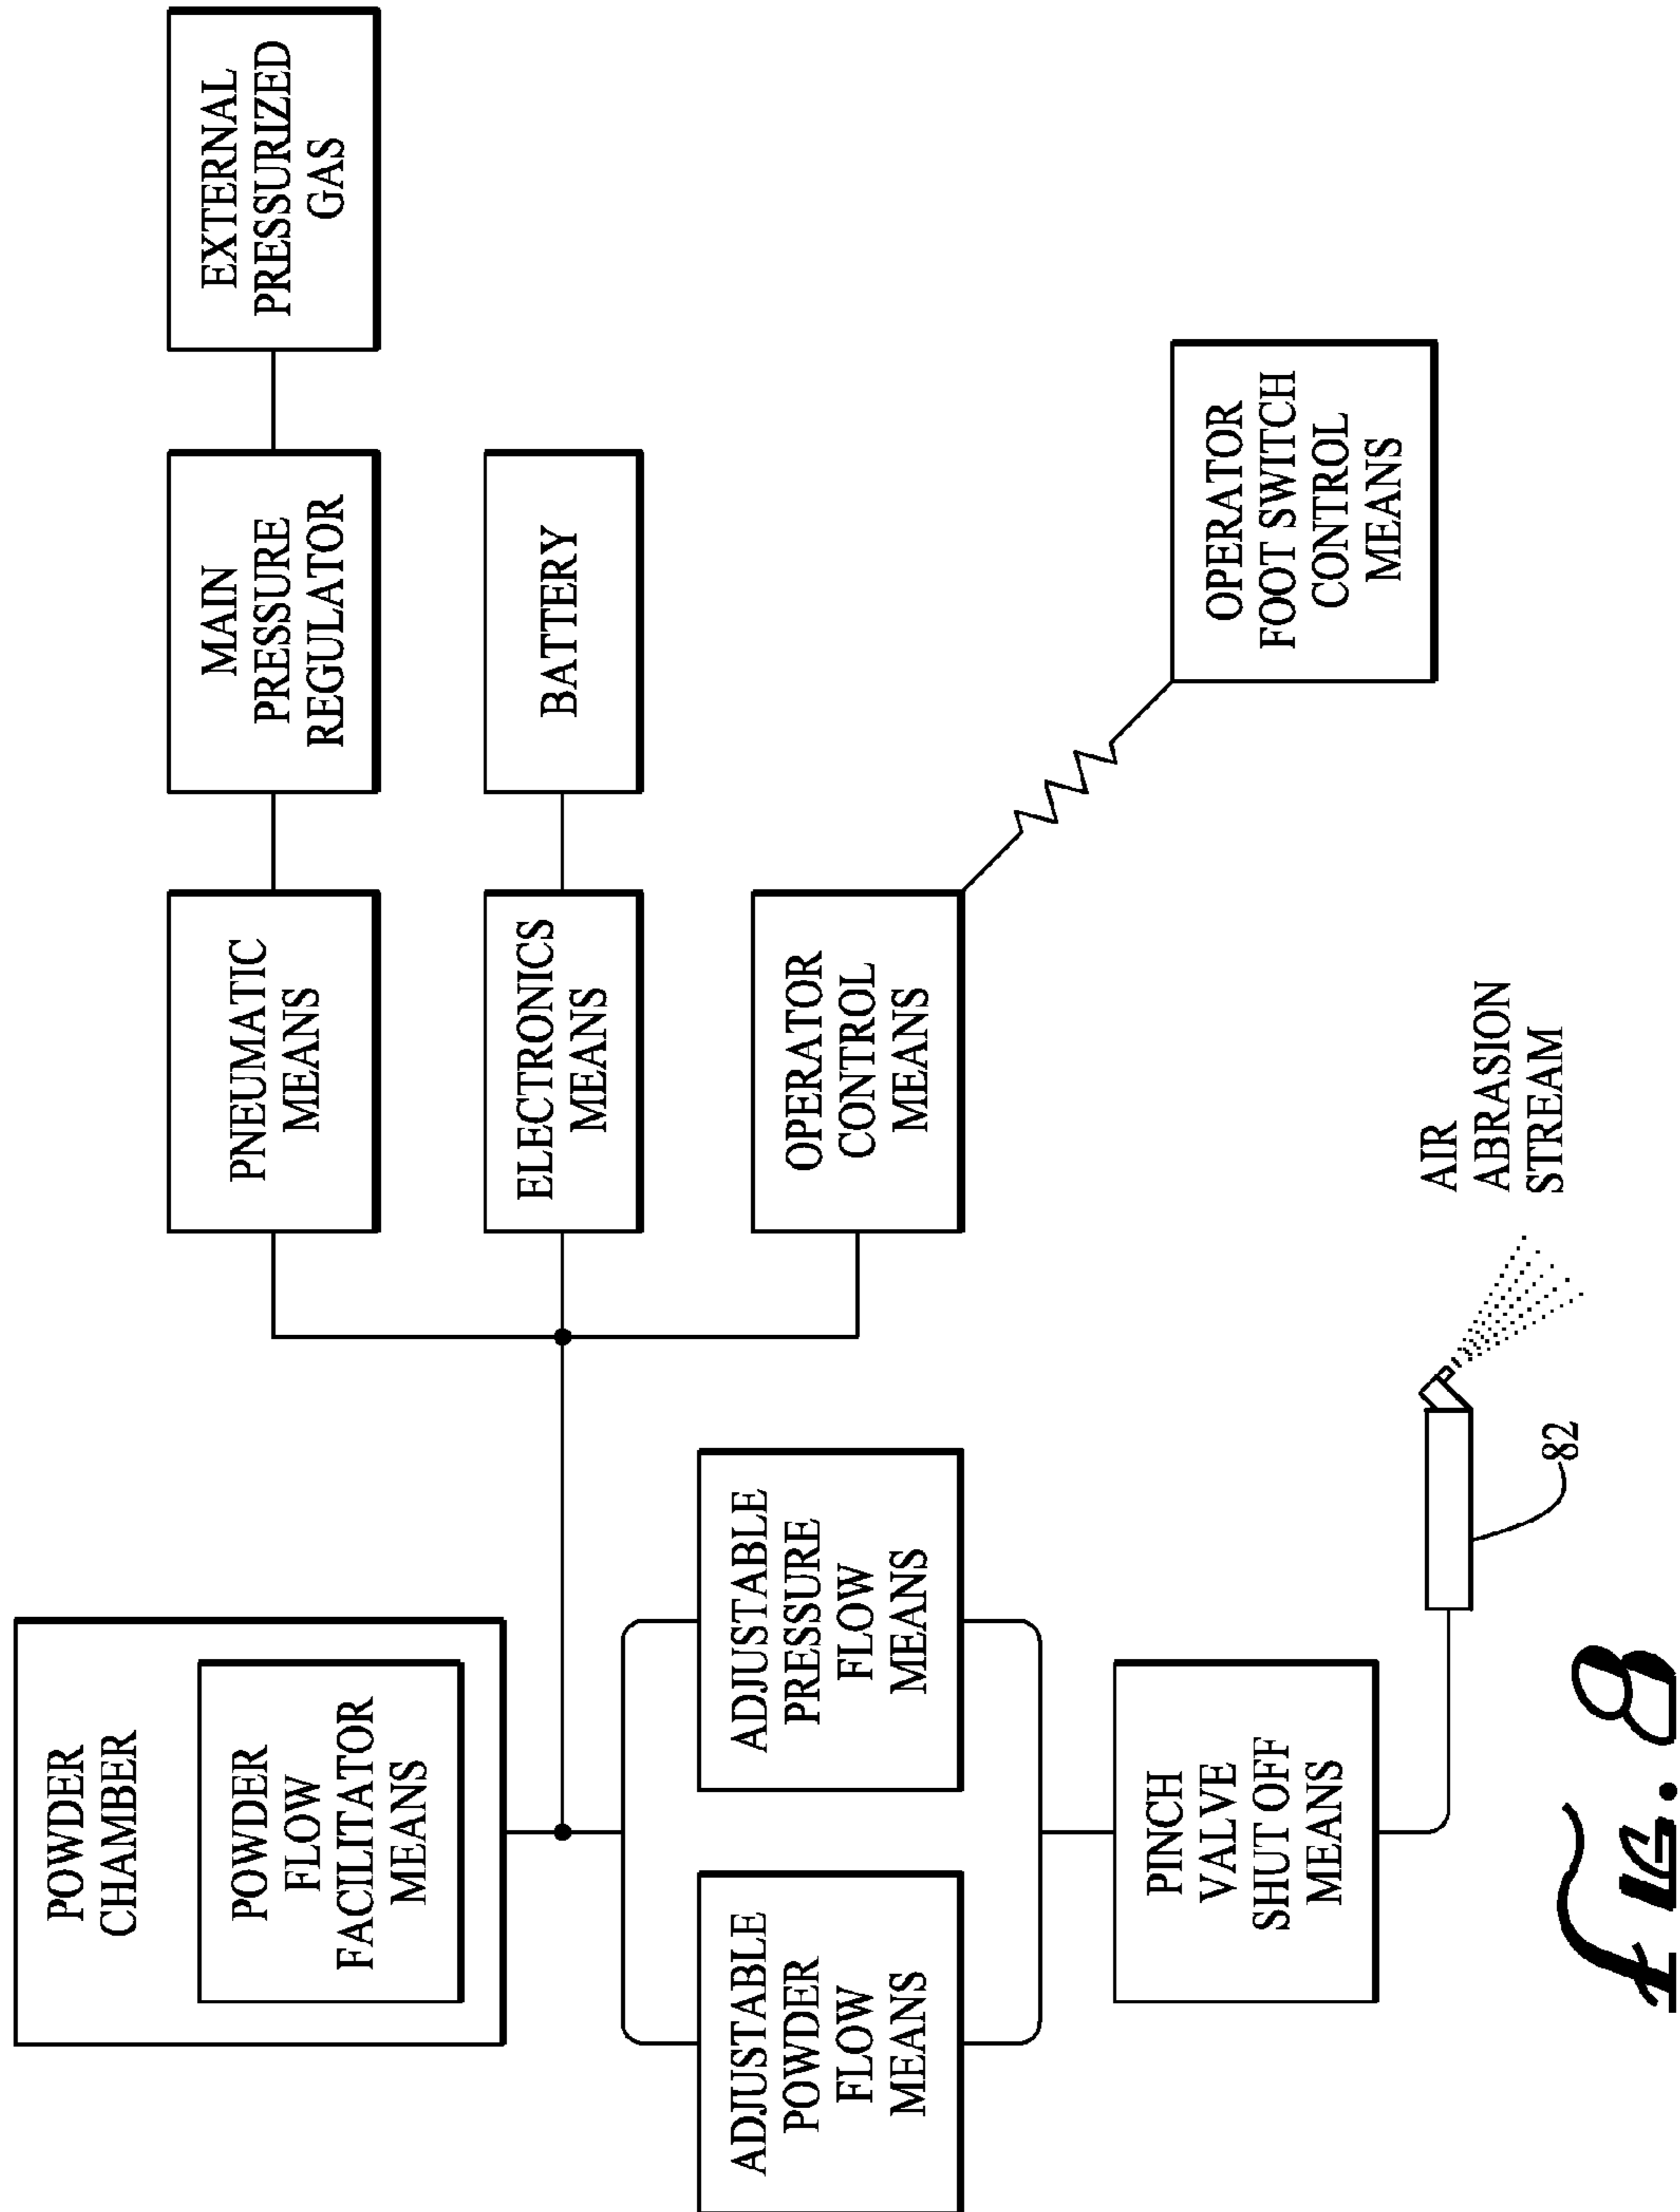 POWDER
CHAMBER
POWDER
FLOW
FACILITATOR
MEANS
PNEUMATIC
MEANS
MAIN
PRESSURE
REGULATOR
EXTERNAL
PRESSURIZED
GAS
ELECTRONICS
MEANS
BATTERY
ADJUSTABLE
POWDER
FLOW
MEANS
ADJUSTABLE
PRESSURE
FLOW
MEANS
OPERATOR
CONTROL
MEANS
OPERATOR
FOOT SWITCH
CONTROL
MEANS
PINCH
VALVE
SHUT OFF
MEANS
AIR
ABRASION
STREAM
82
fig. 8